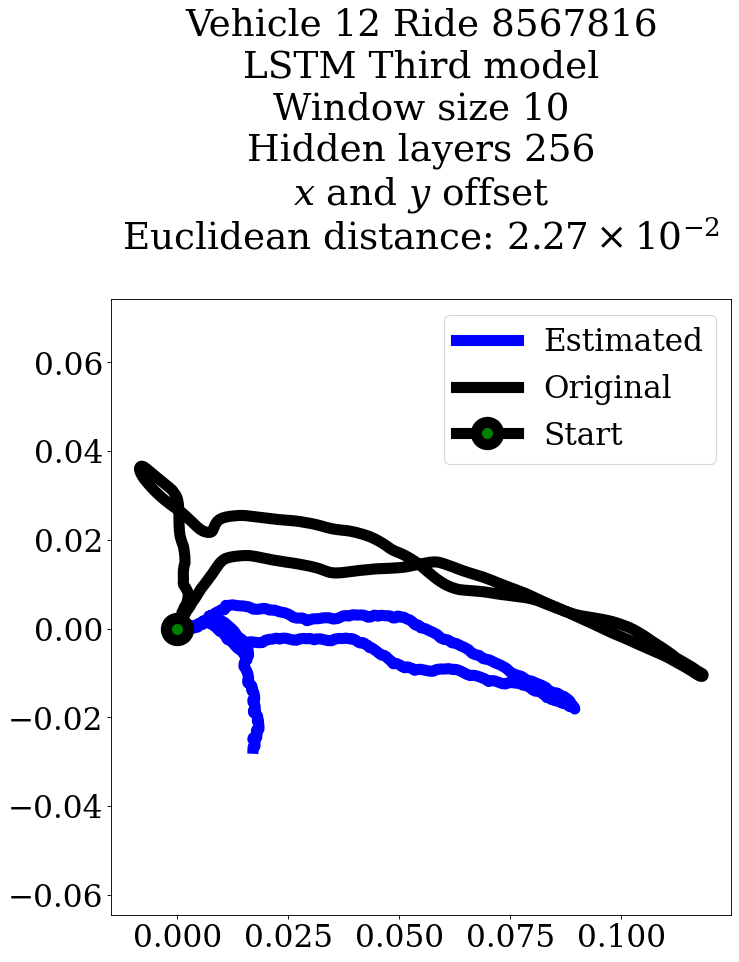 Vehicle 12 Ride 8567816
LSTM Third model
Window size 10
Hidden layers 256
x and y offset
Euclidean distance: 2.27 × 10⁻²
Estimated
Original
Start
0.06
0.04
0.02
0.00
−0.02
−0.04
−0.06
0.000 0.025 0.050 0.075 0.100